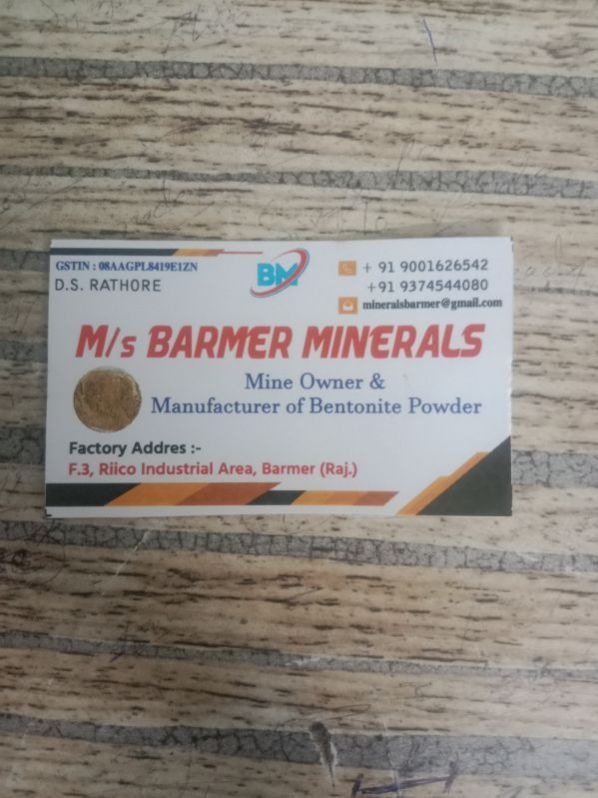 GSTIN : 08AAGPL8419E1ZN
D.S. RATHORE
BM
+ 91 9001626542
+91 9374544080
mineralsbarmer@gmail.com
M/s BARMER MINERALS
Mine Owner &
Manufacturer of Bentonite Powder
Factory Addres :-
F.3, Riico Industrial Area, Barmer (Raj.)